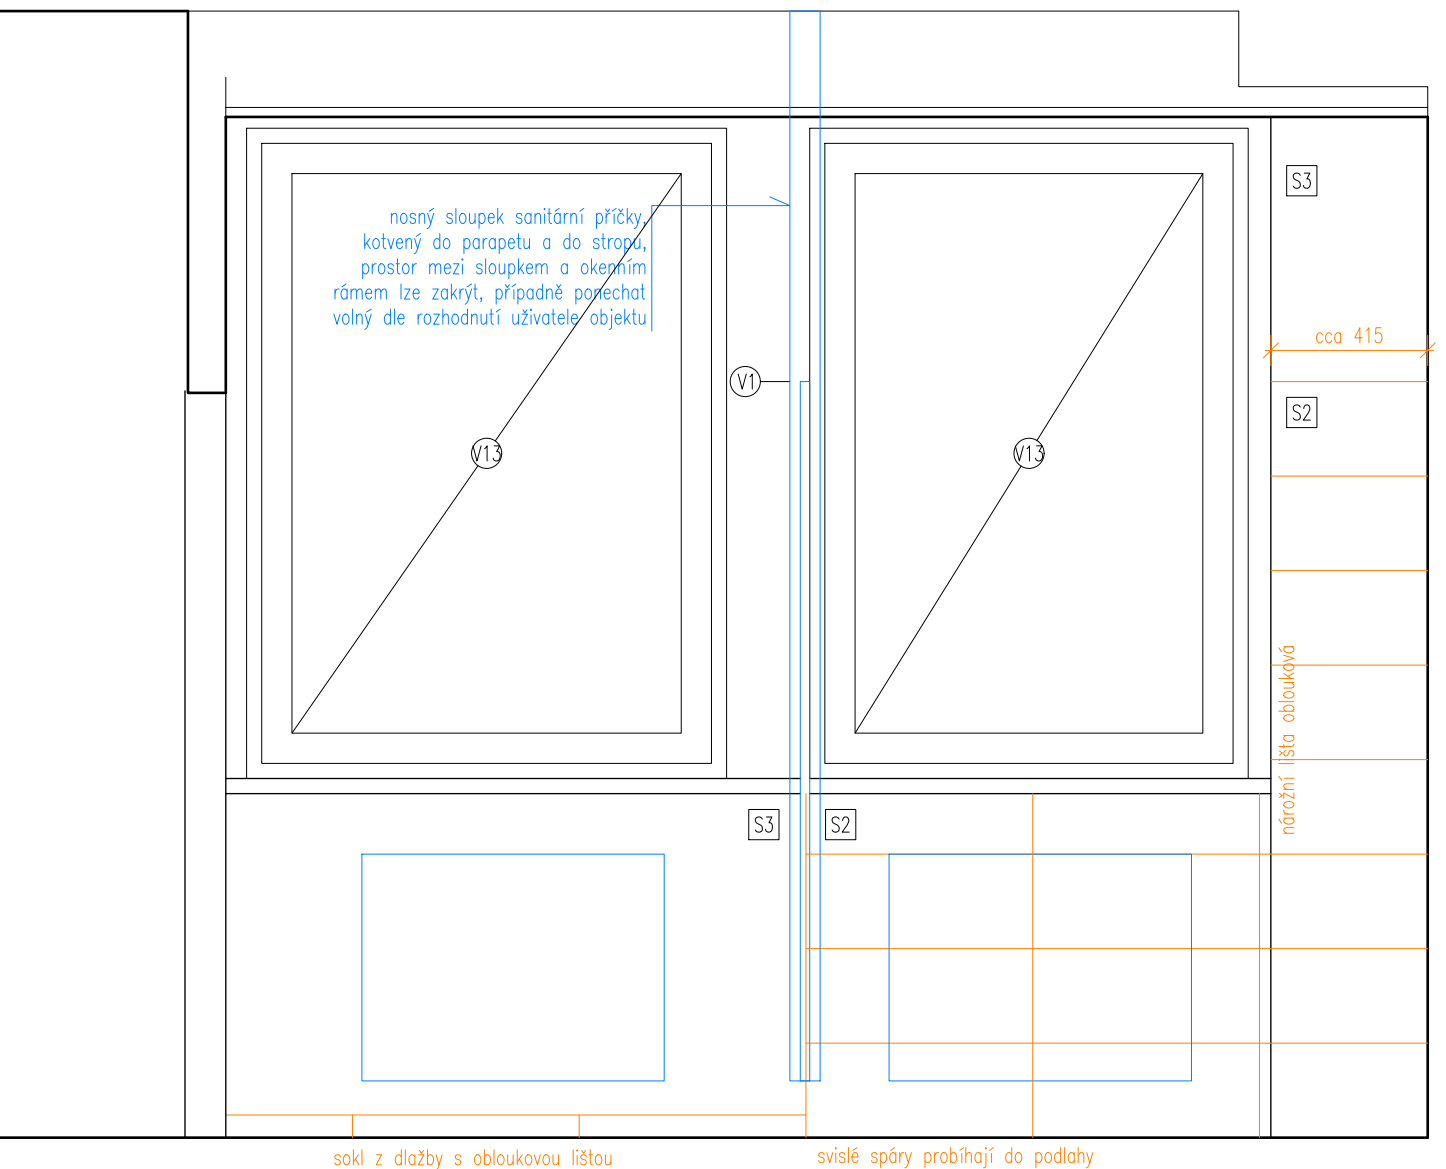 S3
nosný sloupek sanitární příčky,
kotvený do parapetu a do stropu,
prostor mezi sloupkem a okenním
rámem lze zakrýt, případně ponechat
volný dle rozhodnutí uživatele objektu
cca 415
V1
S2
V13
V13
nárožní lišta oblouková
S3
S2
sokl z dlažby s obloukovou lištou
svislé spáry probíhají do podlahy